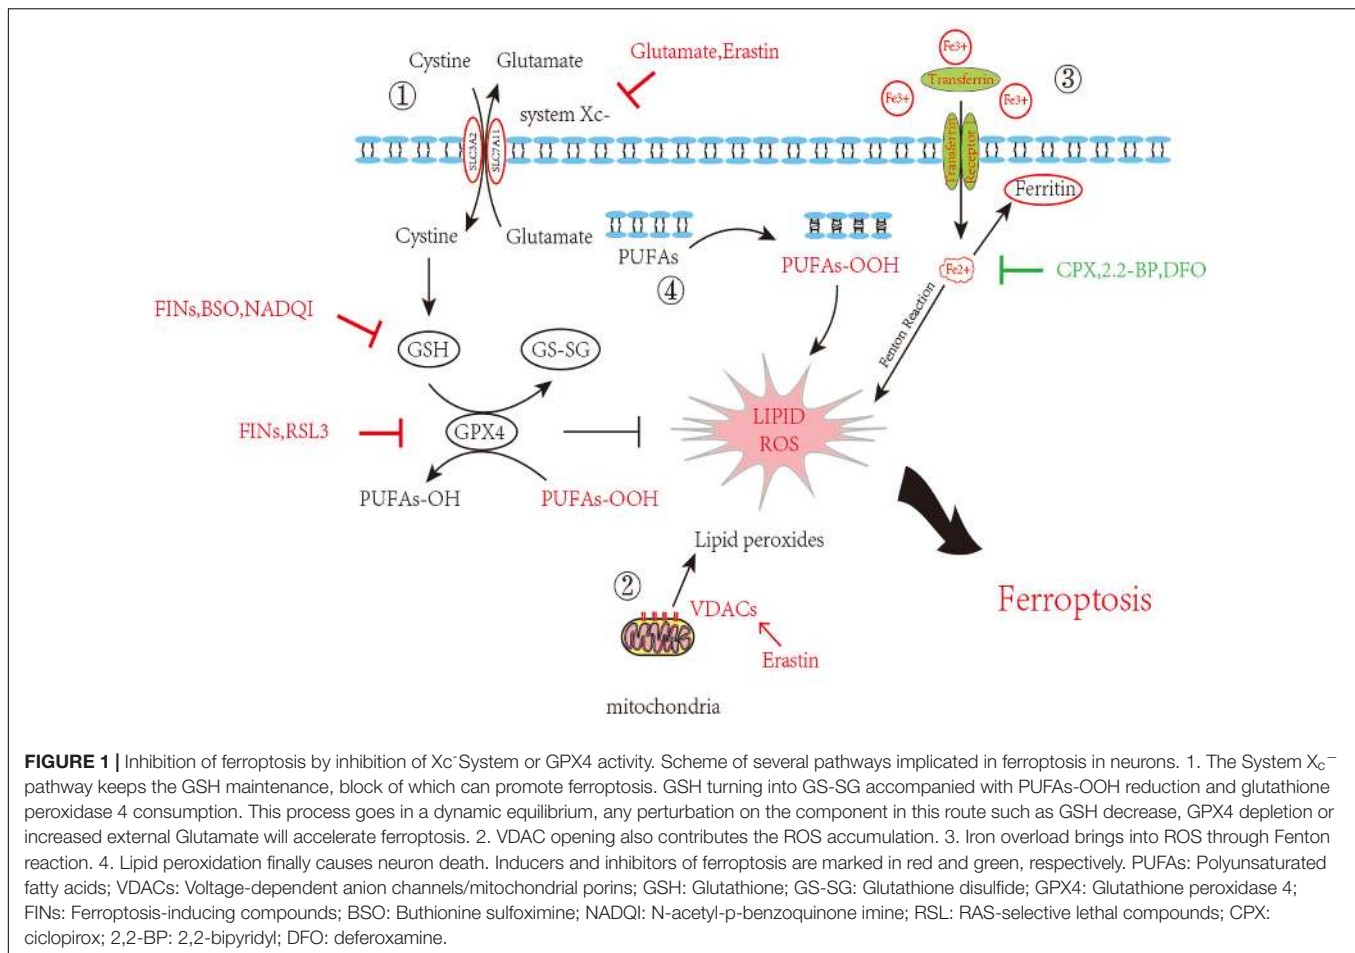 Cystine
Glutamate
Glutamate,Erastin
①
system Xc-
SLC3A2
SLC7A11
Fe3+
Transferrin
Fe3+
Fe3+
③
Transferrin
Receptor
Ferritin
Cystine
Glutamate
PUFAs
④
PUFAs-OOH
Fe2+
CPX,2.2-BP,DFO
Fenton Reaction
FINs,BSO,NADQI
GSH
GS-SG
FINs,RSL3
GPX4
LIPID
ROS
PUFAs-OH
PUFAs-OOH
Lipid peroxides
②
VDACs
Erastin
mitochondria
Ferroptosis
FIGURE 1 | Inhibition of ferroptosis by inhibition of Xc-System or GPX4 activity. Scheme of several pathways implicated in ferroptosis in neurons. 1. The System Xc−
pathway keeps the GSH maintenance, block of which can promote ferroptosis. GSH turning into GS-SG accompanied with PUFAs-OOH reduction and glutathione
peroxidase 4 consumption. This process goes in a dynamic equilibrium, any perturbation on the component in this route such as GSH decrease, GPX4 depletion or
increased external Glutamate will accelerate ferroptosis. 2. VDAC opening also contributes the ROS accumulation. 3. Iron overload brings into ROS through Fenton
reaction. 4. Lipid peroxidation finally causes neuron death. Inducers and inhibitors of ferroptosis are marked in red and green, respectively. PUFAs: Polyunsaturated
fatty acids; VDACs: Voltage-dependent anion channels/mitochondrial porins; GSH: Glutathione; GS-SG: Glutathione disulfide; GPX4: Glutathione peroxidase 4;
FINs: Ferroptosis-inducing compounds; BSO: Buthionine sulfoximine; NADQI: N-acetyl-p-benzoquinone imine; RSL: RAS-selective lethal compounds; CPX:
ciclopirox; 2,2-BP: 2,2-bipyridyl; DFO: deferoxamine.